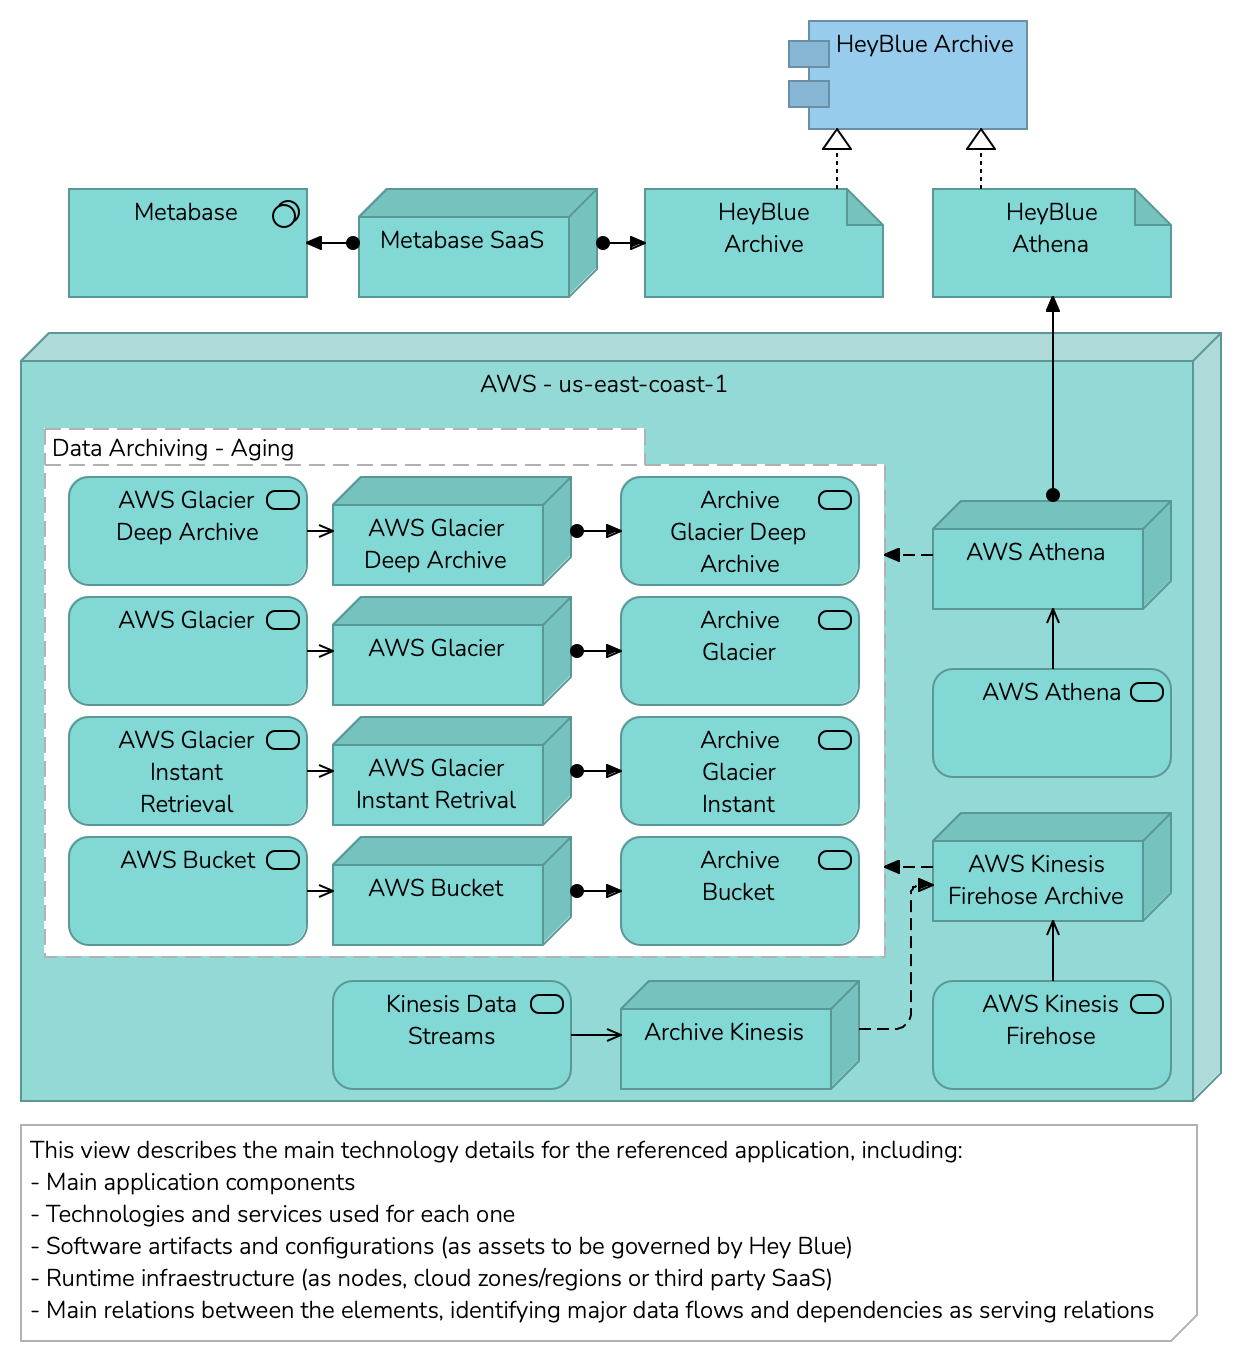 HeyBlue Archive
Metabase
Metabase SaaS
HeyBlue
Archive
HeyBlue
Athena
AWS - us-east-coast-1
Data Archiving - Aging
AWS Glacier
Deep Archive
AWS Glacier
Deep Archive
Archive
Glacier Deep
Archive
AWS Athena
AWS Glacier
AWS Glacier
Archive
Glacier
AWS Athena
AWS Glacier
Instant
Retrieval
AWS Glacier
Instant Retrival
Archive
Glacier
Instant
AWS Bucket
AWS Bucket
Archive
Bucket
AWS Kinesis
Firehose Archive
Kinesis Data
Streams
Archive Kinesis
AWS Kinesis
Firehose
This view describes the main technology details for the referenced application, including:
- Main application components
- Technologies and services used for each one
- Software artifacts and configurations (as assets to be governed by Hey Blue)
- Runtime infraestructure (as nodes, cloud zones/regions or third party SaaS)
- Main relations between the elements, identifying major data flows and dependencies as serving relations